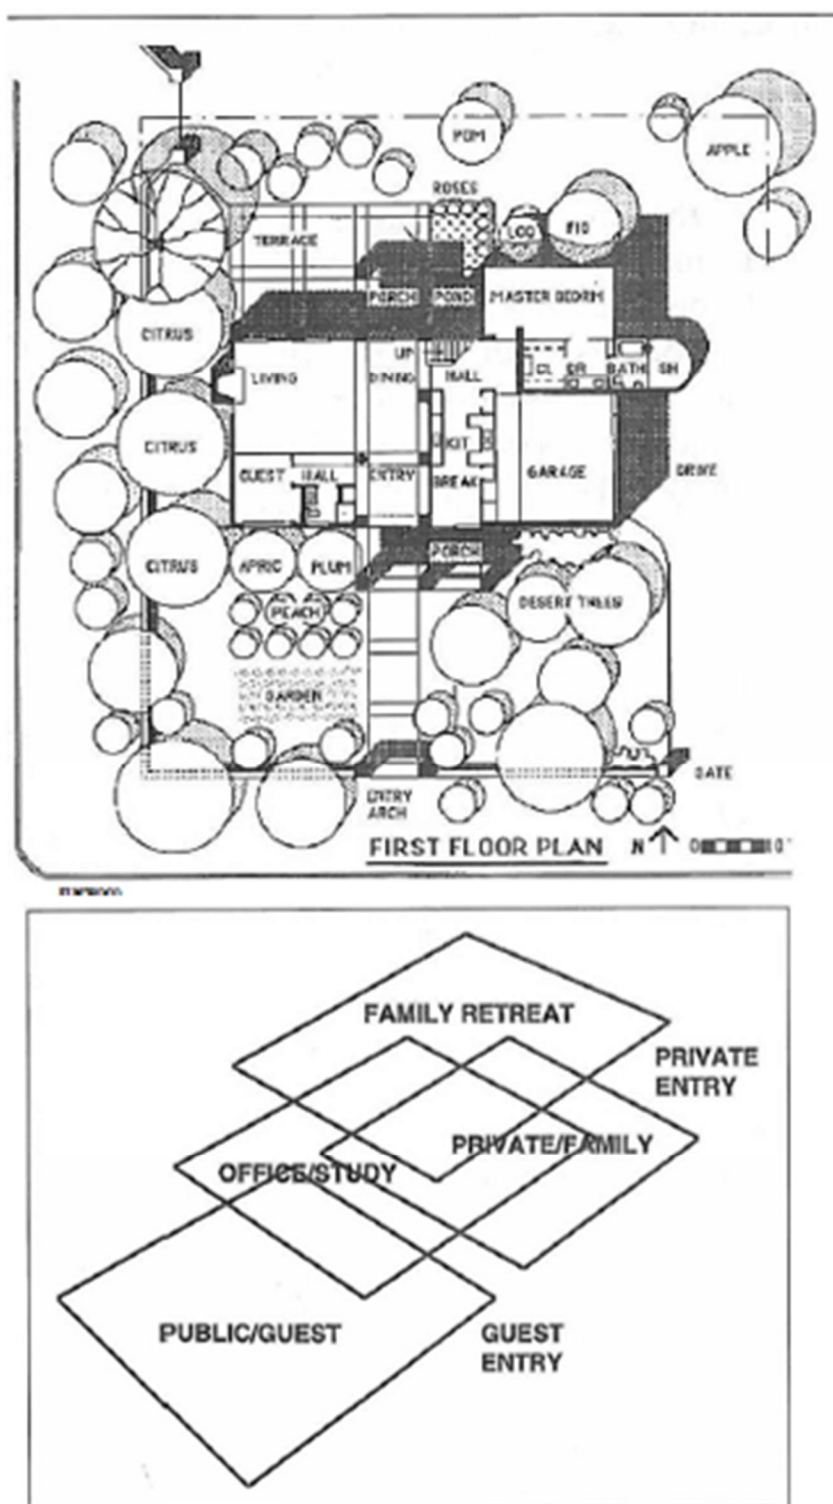 POM
APPLE
ROSES
TERRACE
LCO
FIG
PORCH
POND
MASTER BEDRM
CITRUS
UP
LIVING
DINING
HALL
CL
DR
BATH
SH
CITRUS
KIT
GUEST
HALL
ENTRY
BREAK
GARAGE
DRIVE
CITRUS
APRIC
PLUM
PORCH
PEACH
DESERT TREES
GARDEN
ENTRY
ARCH
GATE
FIRST FLOOR PLAN
N
FAMILY RETREAT
PRIVATE
ENTRY
PRIVATE/FAMILY
OFFICE/STUDY
PUBLIC/GUEST
GUEST
ENTRY